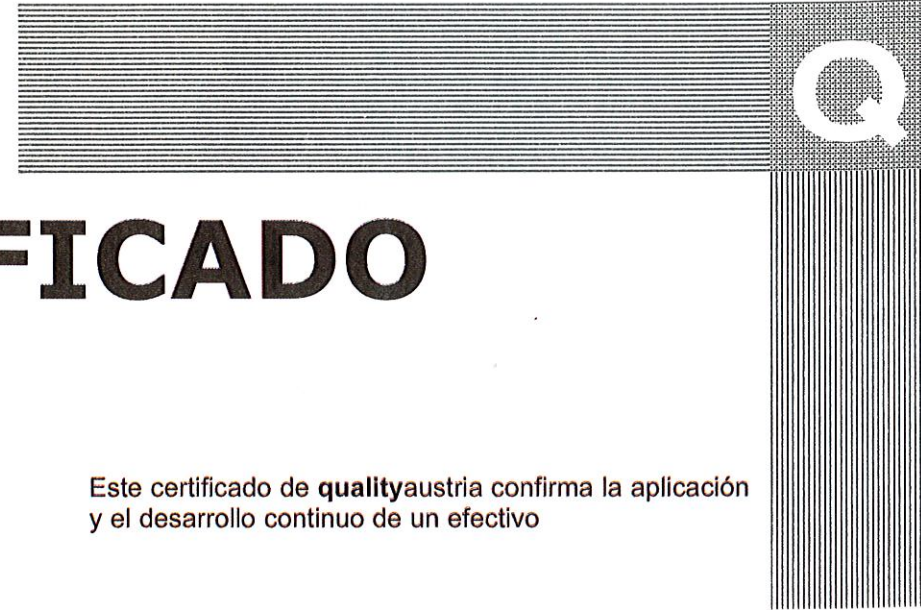 Q
FICADO
Este certificado de qualityaustria confirma la aplicación
y el desarrollo continuo de un efectivo